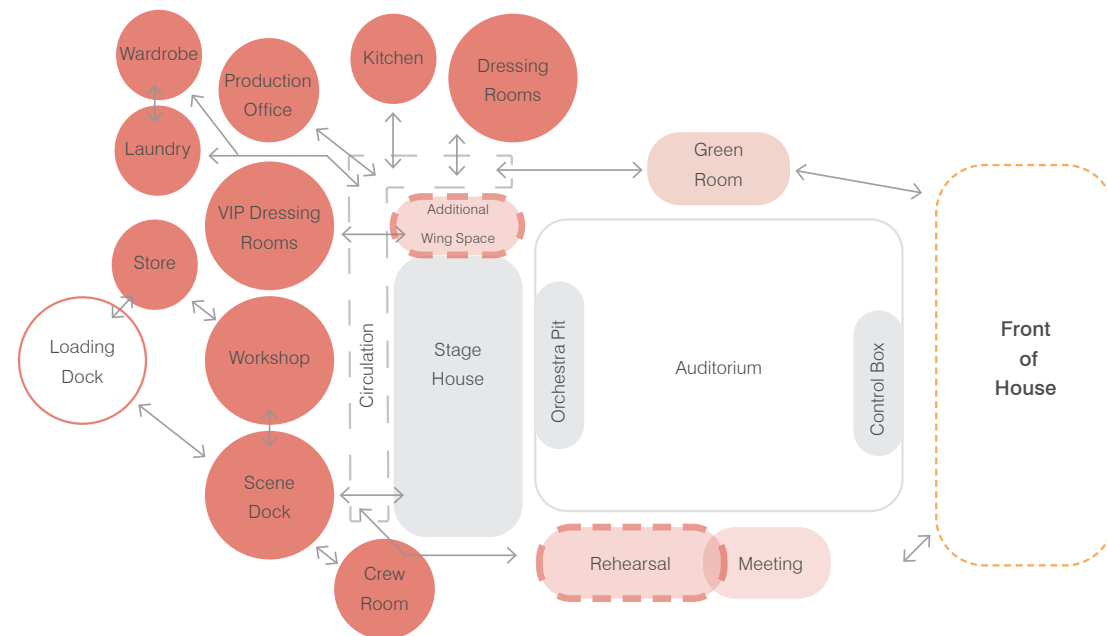 Wardrobe
Production
Office
Kitchen
Dressing
Rooms
Laundry
Green
Room
VIP Dressing
Rooms
Additional
Wing Space
Store
Loading
Dock
Workshop
Circulation
Stage
House
Orchestra Pit
Auditorium
Control Box
Front
of
House
Scene
Dock
Crew
Room
Rehearsal
Meeting